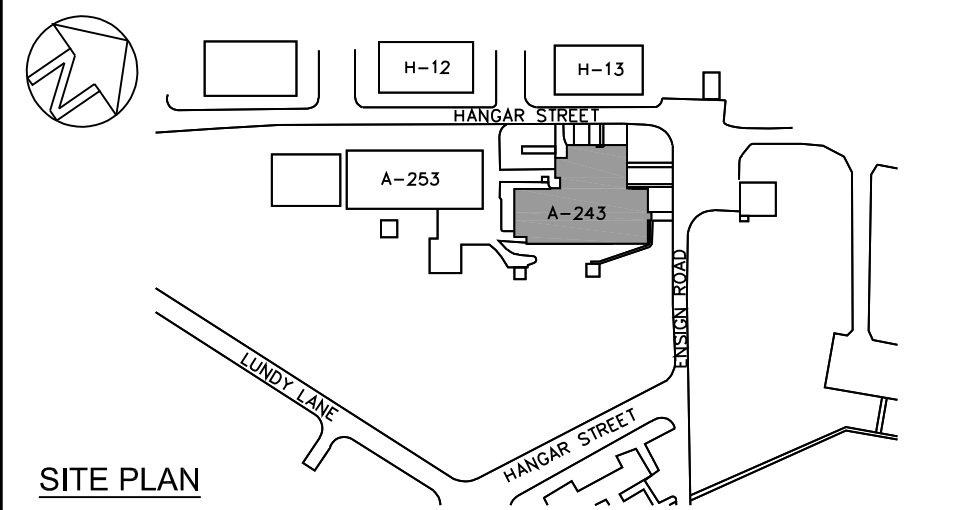 N
H-12
H-13
HANGAR STREET
A-253
A-243
ENSIGN ROAD
LUNDY LANE
HANGAR STREET
SITE PLAN